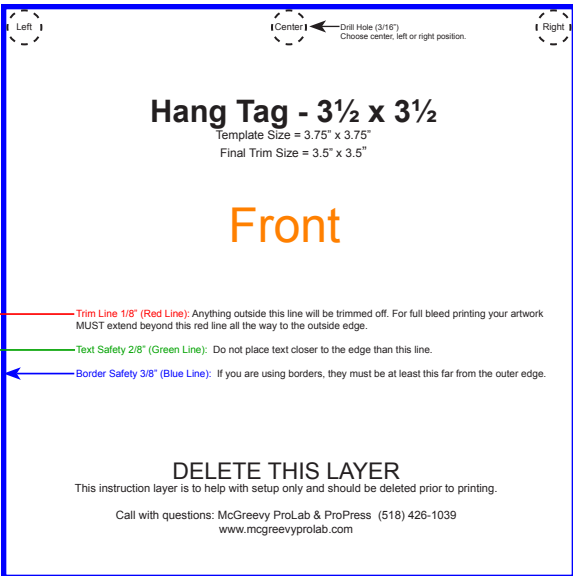 Left
Center
Right
Drill Hole (3/16”)
Choose center, left or right position.
Hang Tag - 3½ x 3½
Template Size = 3.75” x 3.75”
Final Trim Size = 3.5” x 3.5”
Front
Trim Line 1/8” (Red Line): Anything outside this line will be trimmed off. For full bleed printing your artwork
MUST extend beyond this red line all the way to the outside edge.
Text Safety 2/8” (Green Line): Do not place text closer to the edge than this line.
Border Safety 3/8” (Blue Line): If you are using borders, they must be at least this far from the outer edge.
DELETE THIS LAYER
This instruction layer is to help with setup only and should be deleted prior to printing.
Call with questions: McGreevy ProLab & ProPress (518) 426-1039
www.mcgreevyprolab.com